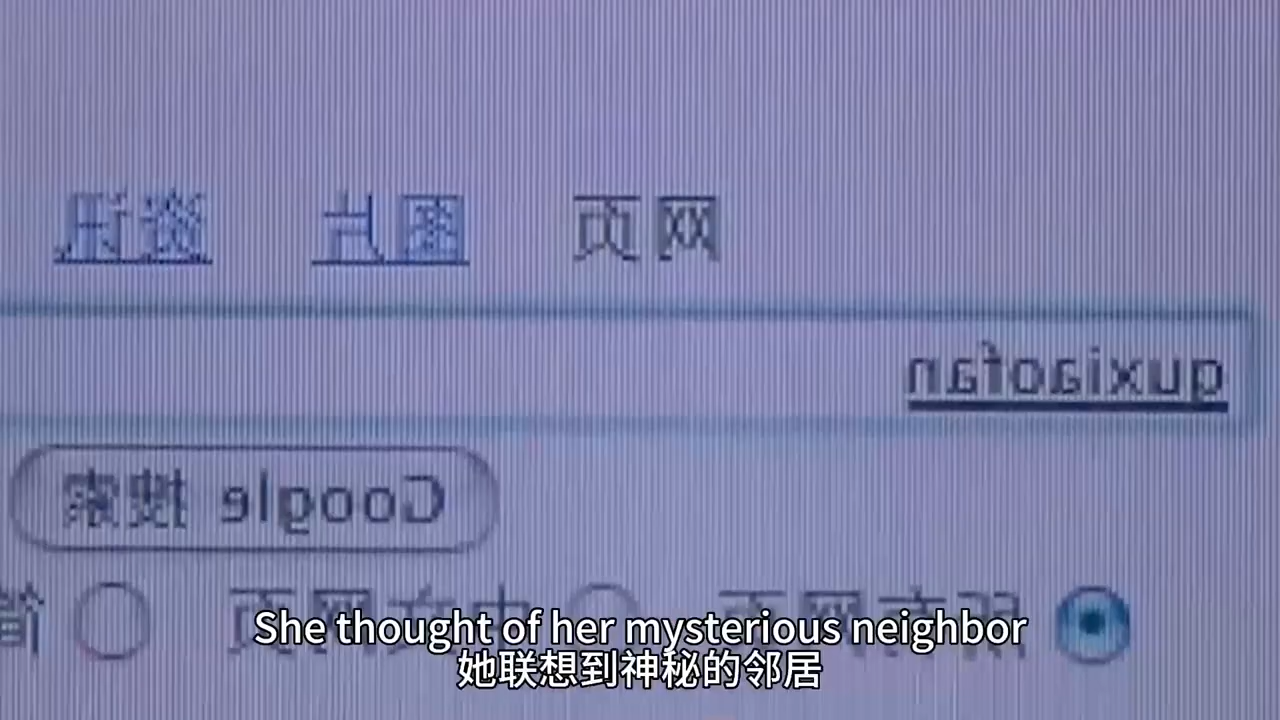 网页 图片 资讯
quxiaofan
Google 搜索
所有网页 中文网页 简
She thought of her mysterious neighbor
她联想到神秘的邻居